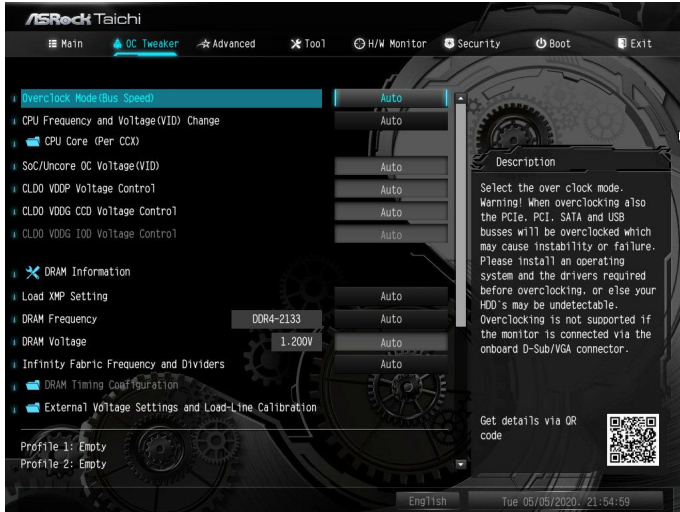 ASRock Taichi
Main OC Tweaker Advanced Tool H/W Monitor Security Boot Exit
Overclock Mode(Bus Speed) Auto
CPU Frequency and Voltage(VID) Change Auto
CPU Core (Per CCX)
SoC/Uncore OC Voltage(VID) Auto
CLDO VDDP Voltage Control Auto
CLDO VDDG CCD Voltage Control Auto
CLDO VDDG IOD Voltage Control Auto
DRAM Information
Load XMP Setting Auto
DRAM Frequency DDR4-2133 Auto
DRAM Voltage 1.200V Auto
Infinity Fabric Frequency and Dividers Auto
DRAM Timing Configuration
External Voltage Settings and Load-Line Calibration
Profile 1: Empty
Profile 2: Empty
Description
Select the over clock mode.
Warning! When overclocking also
the PCIe, PCI, SATA and USB
busses will be overclocked which
may cause instability or failure.
Please install an operating
system and the drivers required
before overclocking, or else your
HDD`s may be undetectable.
Overclocking is not supported if
the monitor is connected via the
onboard D-Sub/VGA connector.
Get details via QR
code
English Tue 05/05/2020. 21:54:59